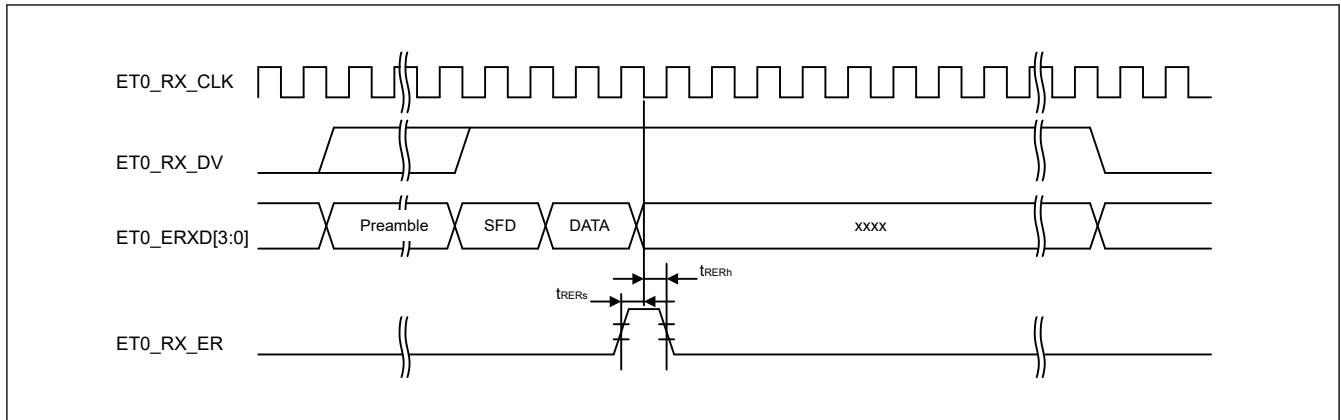 ET0_RX_CLK
ET0_RX_DV
ET0_ERXD[3:0]
Preamble
SFD
DATA
xxxx
tRERh
tRERs
ET0_RX_ER